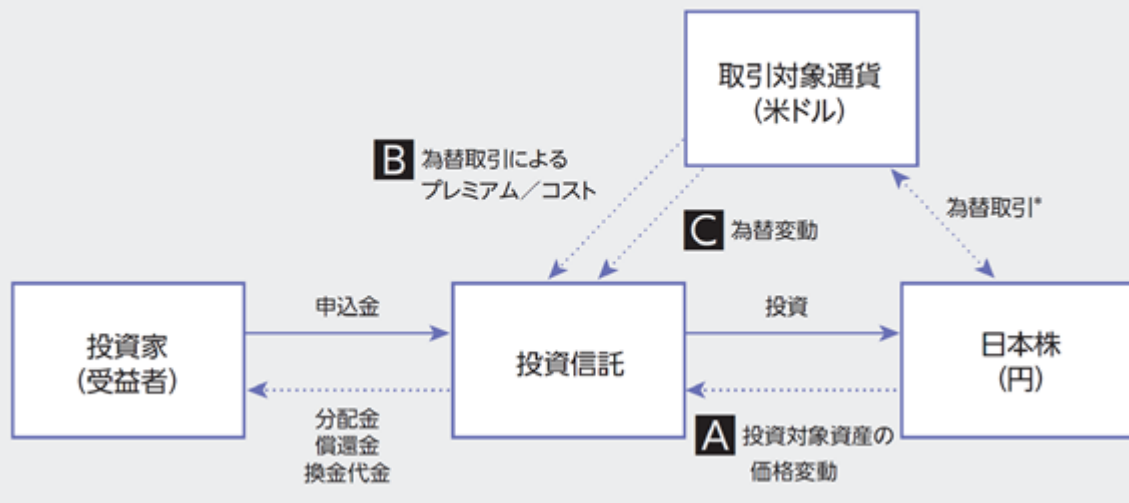 取引対象通貨
（米ドル）
B 為替取引による
プレミアム／コスト
C 為替変動
為替取引*
投資家
（受益者）
申込金
分配金
償還金
換金代金
投資信託
投資
A 投資対象資産の
価格変動
日本株
（円）